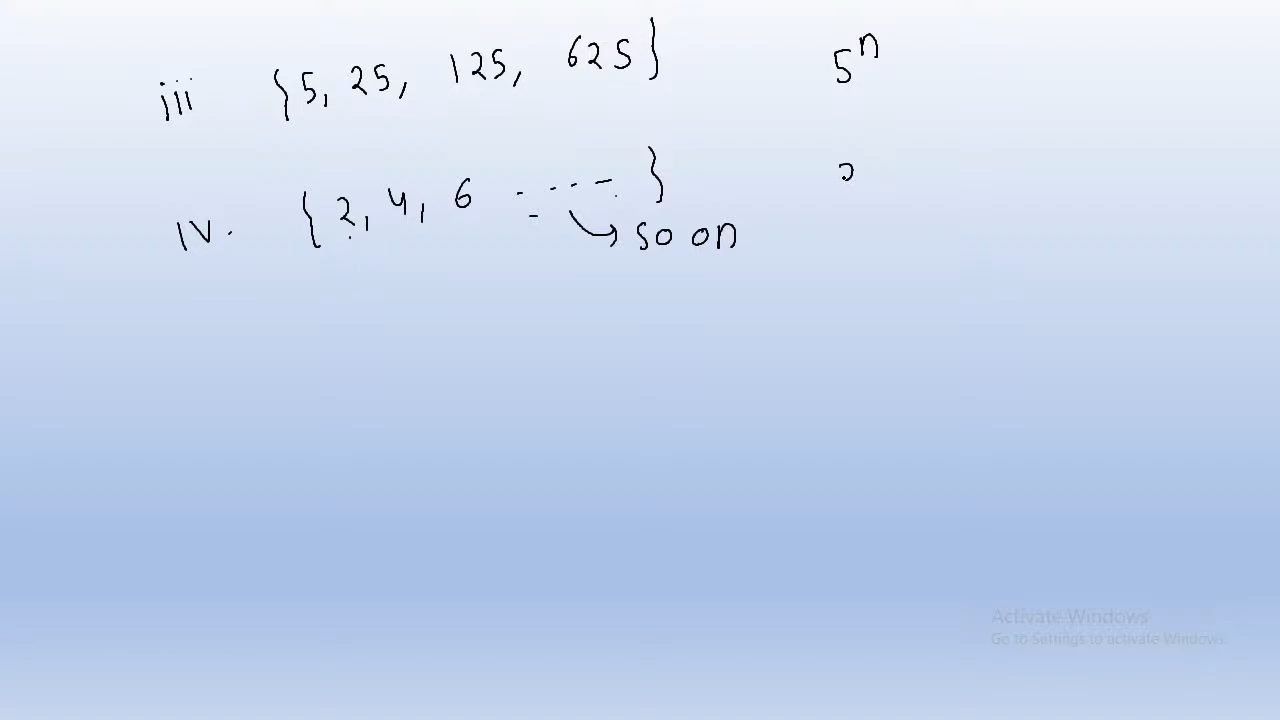 iii {5, 25, 125, 625} 5ⁿ
IV. {2, 4, 6 ......}
so on
Activate Windows
Go to Settings to activate Windows.